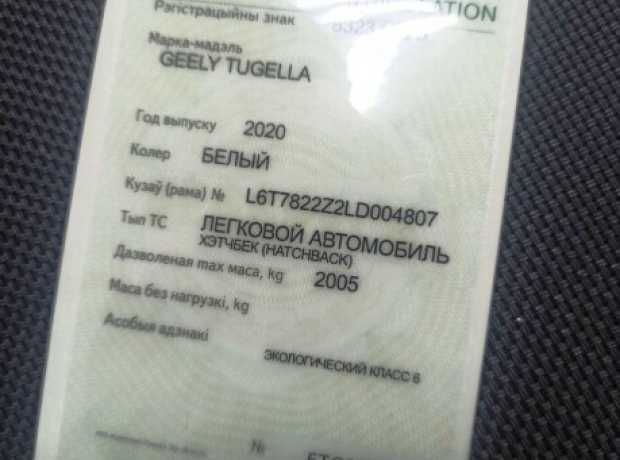 Рэгістрацыйны знак
Марка-мадэль
GEELY TUGELLA
Год выпуску 2020
Колер БЕЛЫЙ
Кузаў (рама) № L6T7822Z2LD004807
Тып ТС ЛЕГКОВОЙ АВТОМОБИЛЬ
ХЭТЧБЕК (HATCHBACK)
Дазволеная max маса, kg 2005
Маса без нагрузкі, kg
Асобыя адзнакі
ЭКОЛОГИЧЕСКИЙ КЛАСС 6
№